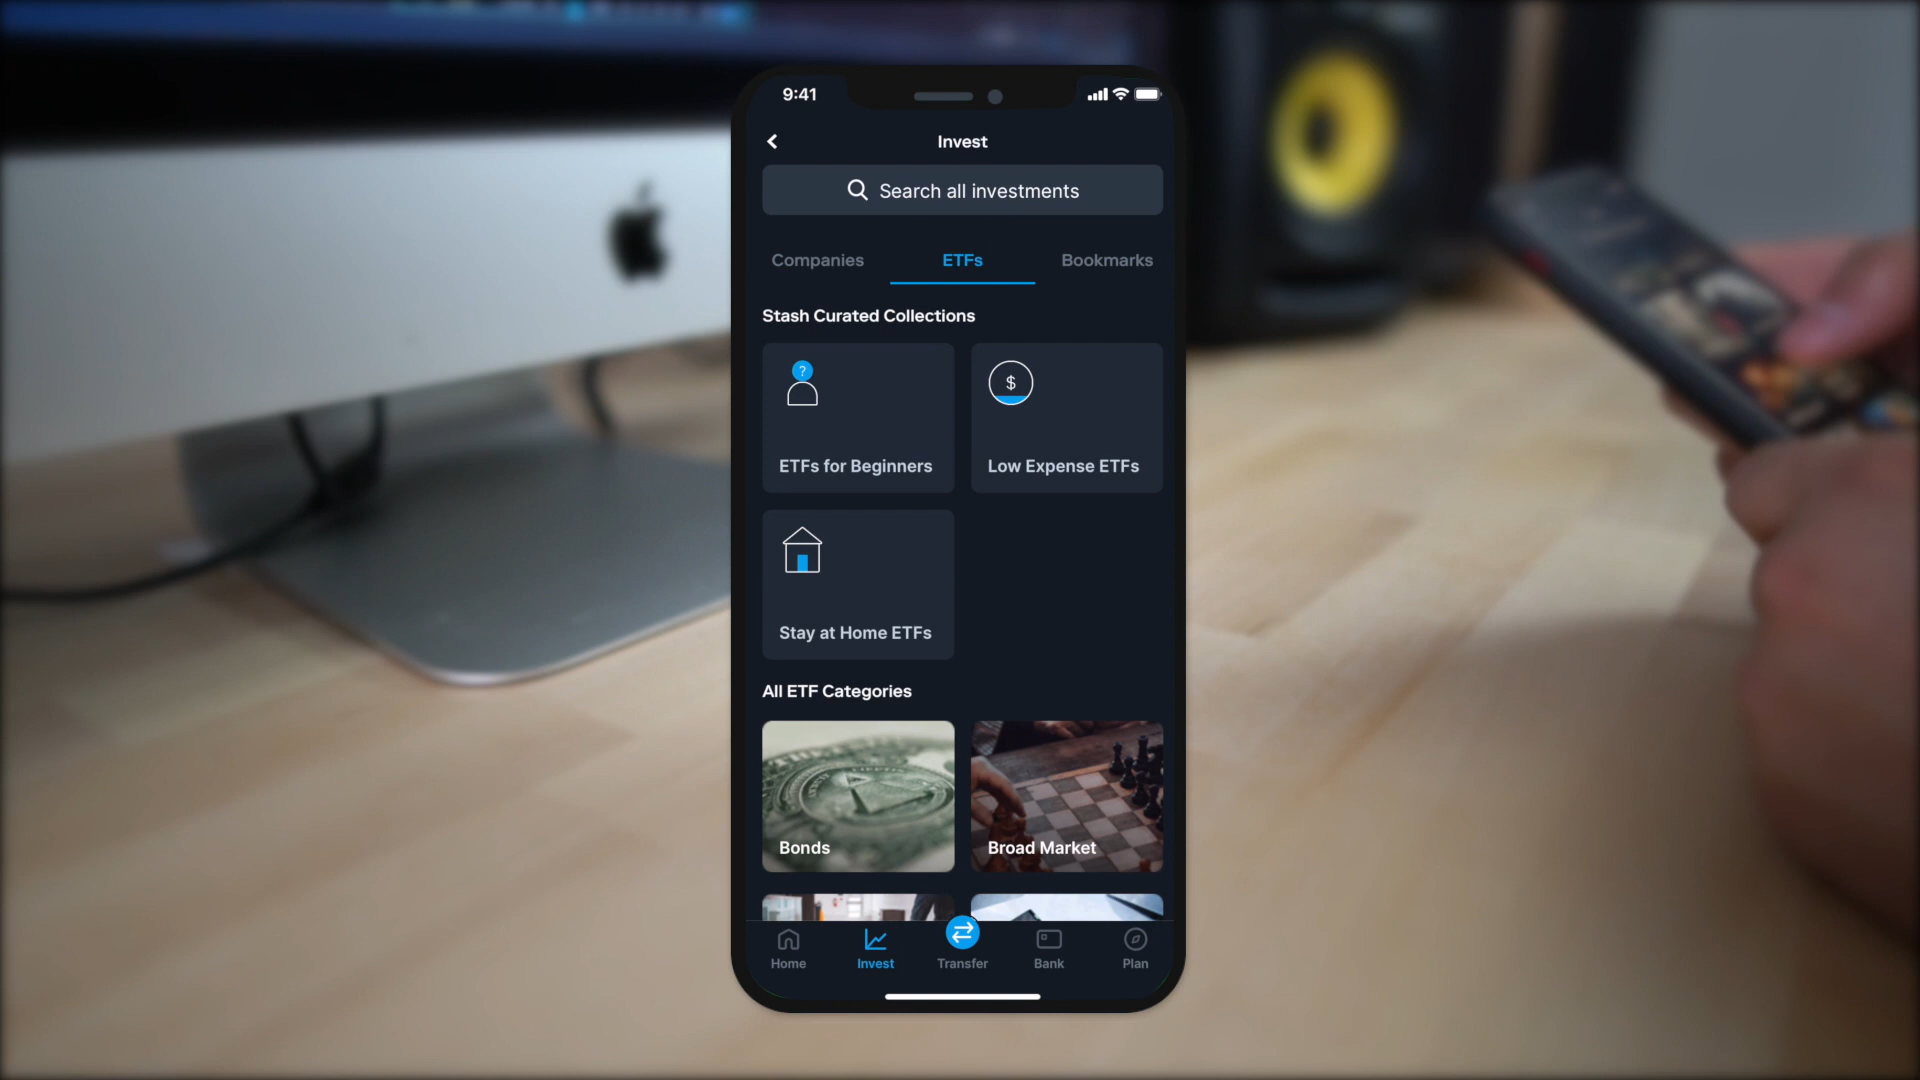 9:41
Invest
Search all investments
Companies ETFs Bookmarks
Stash Curated Collections
?
$
ETFs for Beginners
Low Expense ETFs
Stay at Home ETFs
All ETF Categories
Bonds
Broad Market
Home Invest Transfer Bank Plan